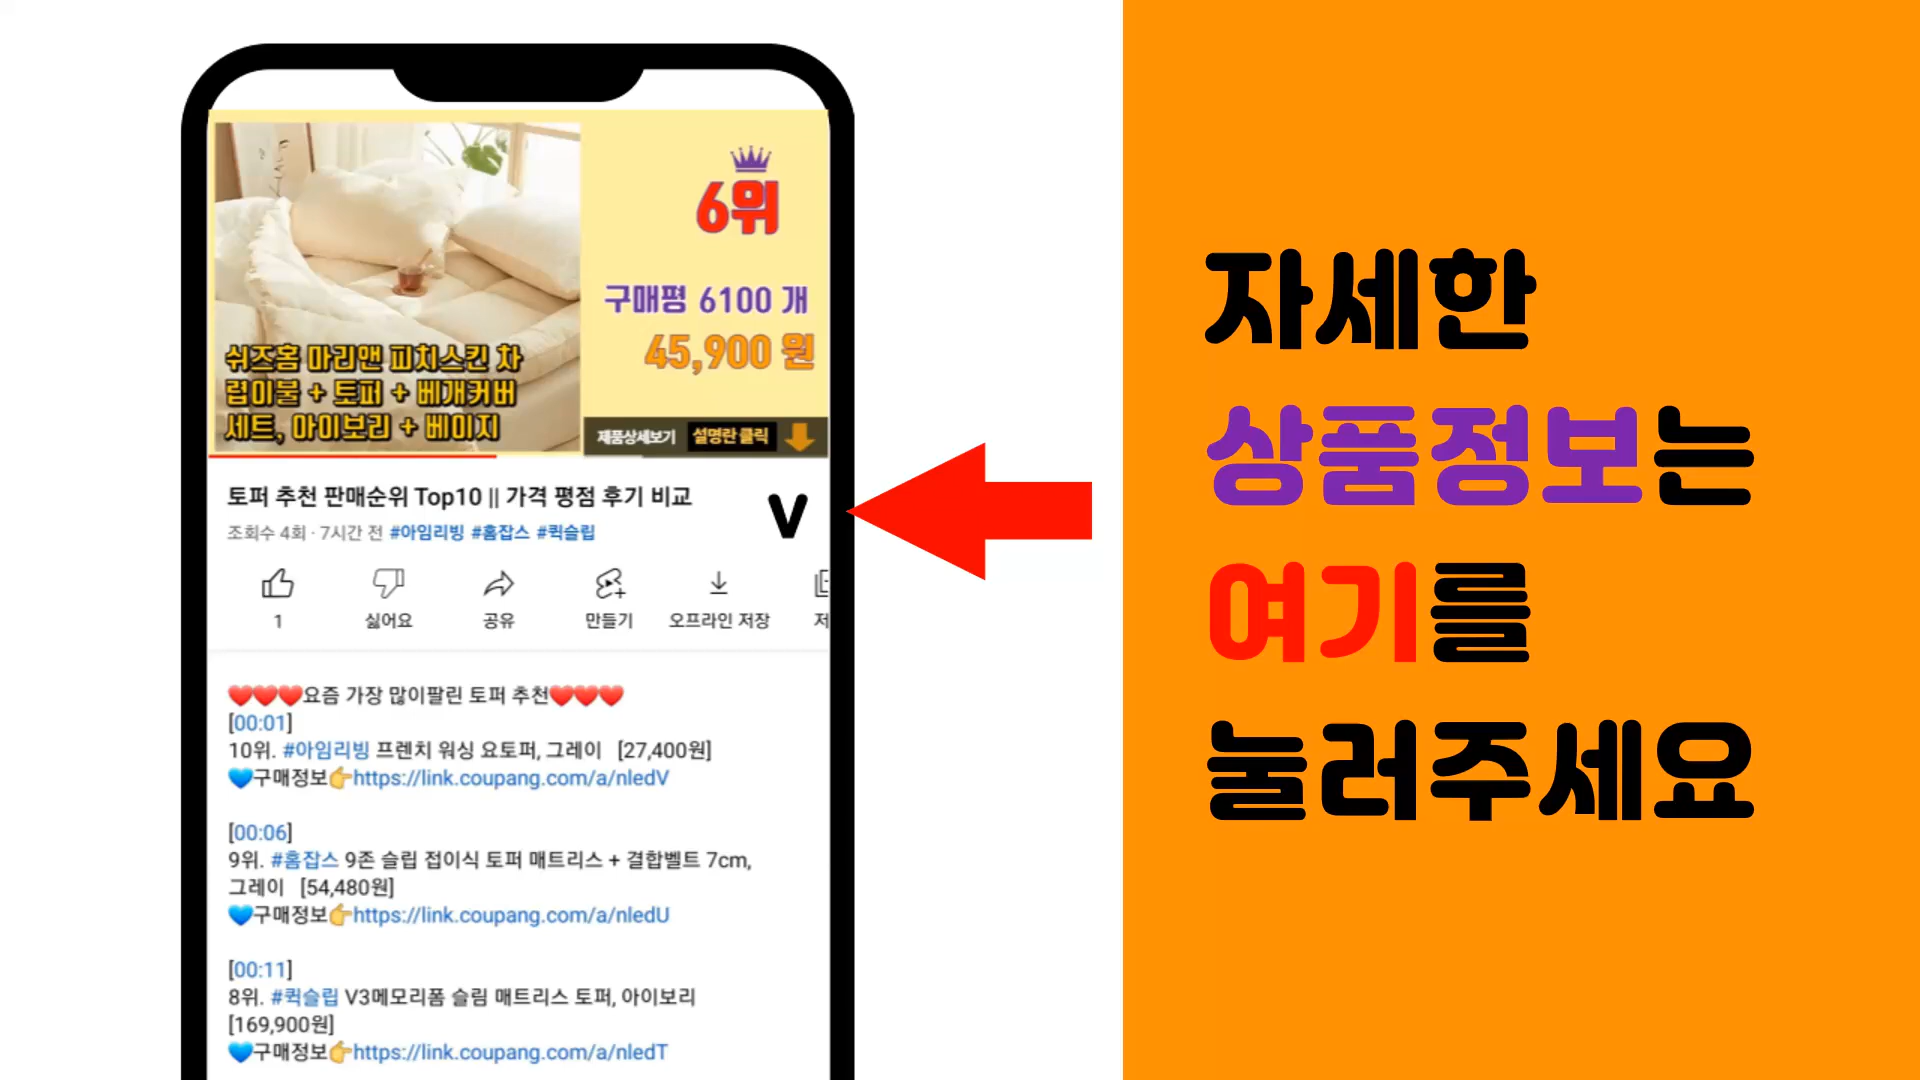 6위
구매평 6100 개
45,900 원
쉬즈홈 마리앤 피치스킨 차
렵이불 + 토퍼 + 베개커버
세트, 아이보리 + 베이지
제품상세보기 설명란 클릭
토퍼 추천 판매순위 Top10 || 가격 평점 후기 비교
V
조회수 4회 · 7시간 전 #아임리빙 #홈잡스 #퀵슬립
1 싫어요 공유 만들기 오프라인 저장 저
❤️❤️❤️요즘 가장 많이팔린 토퍼 추천❤️❤️❤️
[00:01]
10위. #아임리빙 프렌치 워싱 요토퍼, 그레이 [27,400원]
💙구매정보👉https://link.coupang.com/a/nledV
[00:06]
9위. #홈잡스 9존 슬립 접이식 토퍼 매트리스 + 결합벨트 7cm,
그레이 [54,480원]
💙구매정보👉https://link.coupang.com/a/nledU
[00:11]
8위. #퀵슬립 V3메모리폼 슬림 매트리스 토퍼, 아이보리
[169,900원]
💙구매정보👉https://link.coupang.com/a/nledT
자세한
상품정보는
여기를
눌러주세요